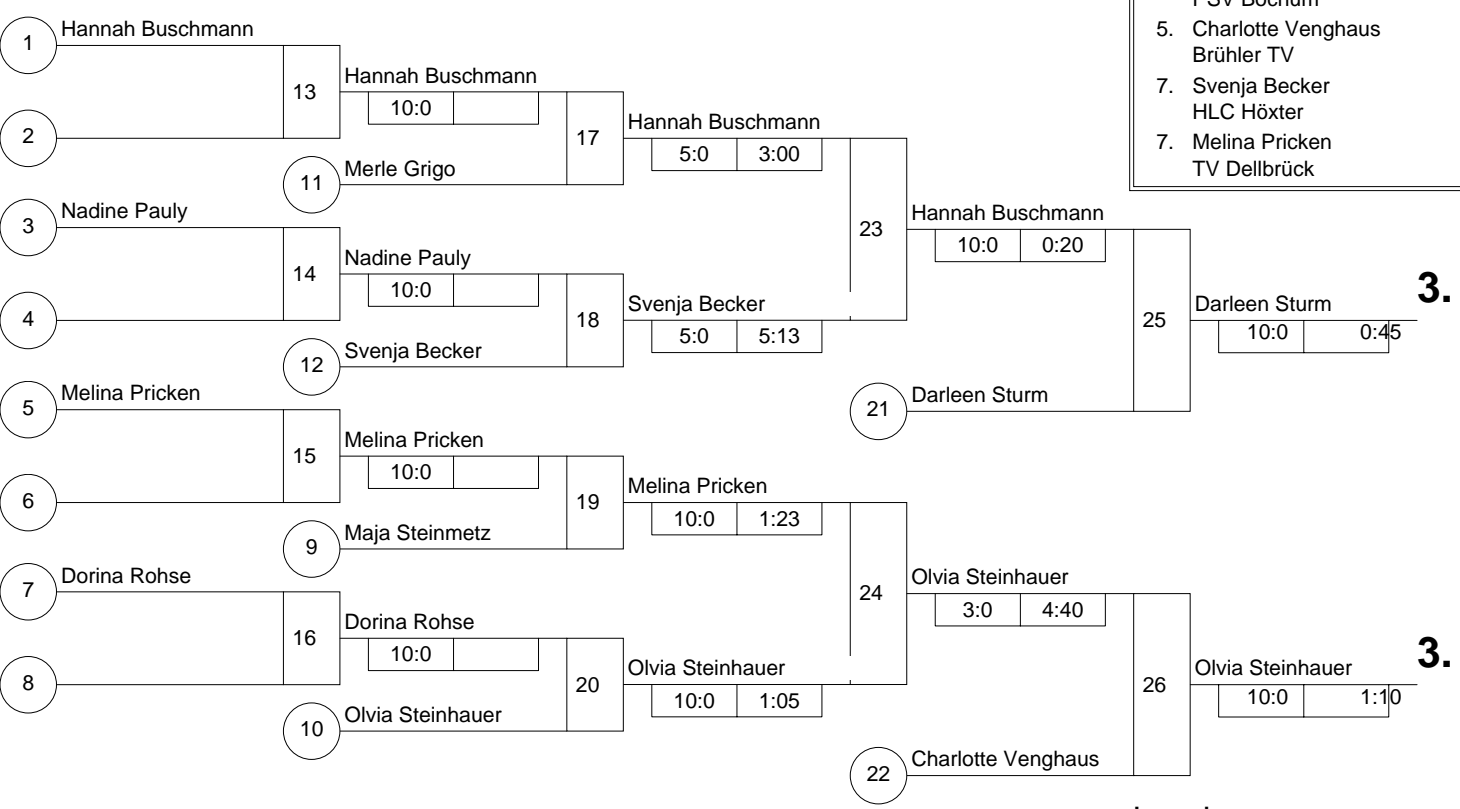 PSV Bochum
5. Charlotte Venghaus
Brühler TV
7. Svenja Becker
HLC Höxter
7. Melina Pricken
TV Dellbrück
1 Hannah Buschmann
2
13
Hannah Buschmann
10:0
11 Merle Grigo
17
Hannah Buschmann
5:0 3:00
3 Nadine Pauly
4
14
Nadine Pauly
10:0
12 Svenja Becker
18
Svenja Becker
5:0 5:13
23
Hannah Buschmann
10:0 0:20
21 Darleen Sturm
25
Darleen Sturm
10:0 0:45
3.
5 Melina Pricken
6
15
Melina Pricken
10:0
9 Maja Steinmetz
19
Melina Pricken
10:0 1:23
7 Dorina Rohse
8
16
Dorina Rohse
10:0
10 Olvia Steinhauer
20
Olvia Steinhauer
10:0 1:05
24
Olvia Steinhauer
3:0 4:40
22 Charlotte Venghaus
26
Olvia Steinhauer
10:0 1:10
3.